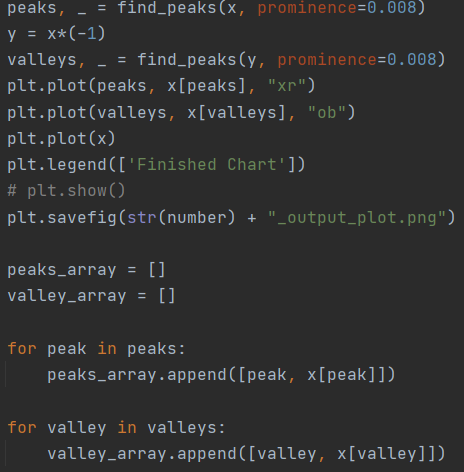 peaks, _ = find_peaks(x, prominence=0.008)
y = x*(-1)
valleys, _ = find_peaks(y, prominence=0.008)
plt.plot(peaks, x[peaks], "xr")
plt.plot(valleys, x[valleys], "ob")
plt.plot(x)
plt.legend(['Finished Chart'])
# plt.show()
plt.savefig(str(number) + "_output_plot.png")
peaks_array = []
valley_array = []
for peak in peaks:
    peaks_array.append([peak, x[peak]])
for valley in valleys:
    valley_array.append([valley, x[valley]])